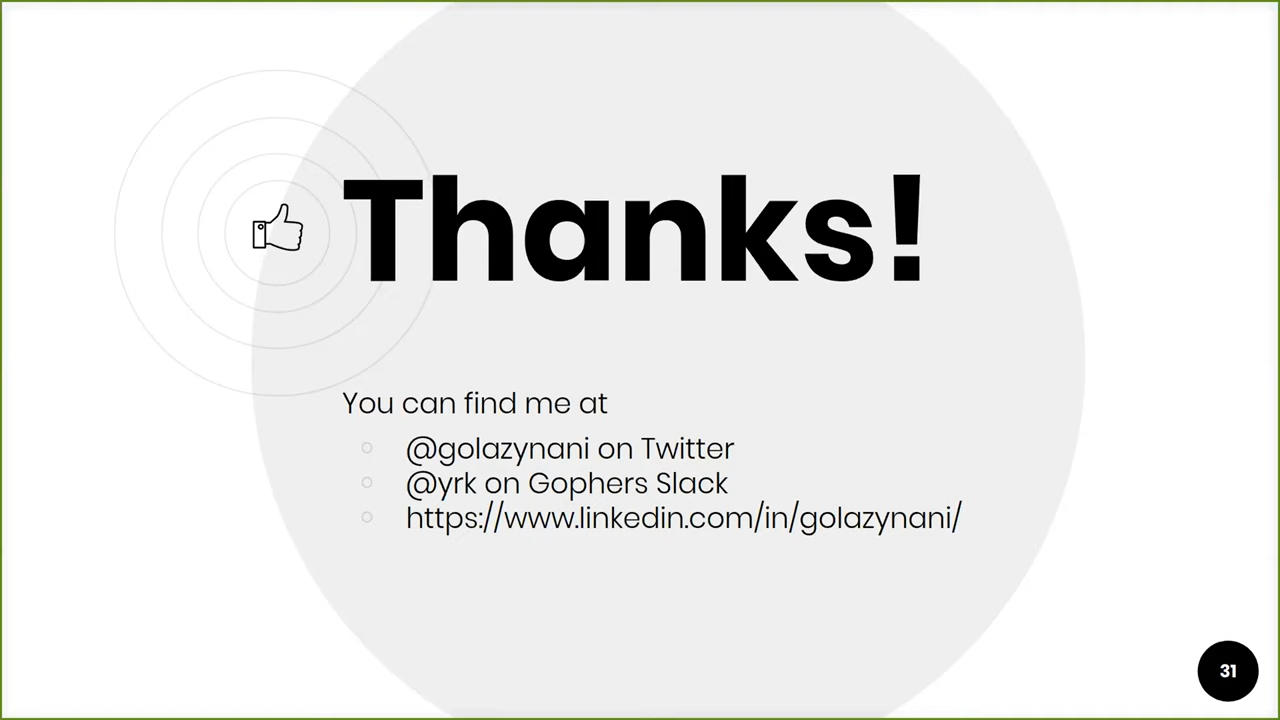 Thanks!
You can find me at
@golazynani on Twitter
@yrk on Gophers Slack
https://www.linkedin.com/in/golazynani/
31